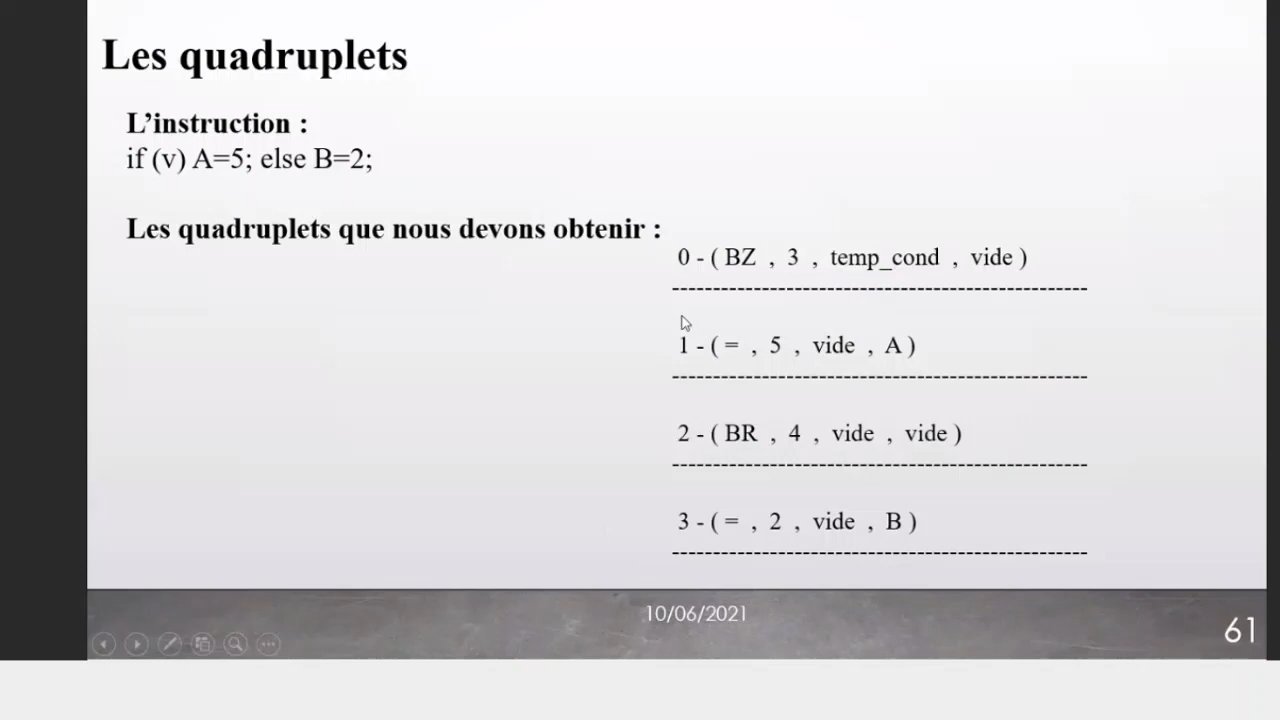 Les quadruplets
L’instruction :
if (v) A=5; else B=2;
Les quadruplets que nous devons obtenir :
0 - ( BZ , 3 , temp_cond , vide )
---------------------------------------------------
1 - ( = , 5 , vide , A )
---------------------------------------------------
2 - ( BR , 4 , vide , vide )
---------------------------------------------------
3 - ( = , 2 , vide , B )
---------------------------------------------------
10/06/2021
61